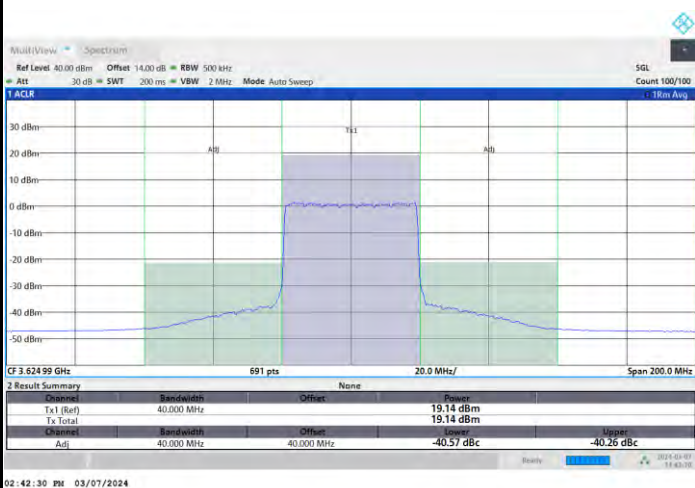 MultiView Spectrum
Ref Level 40.00 dBm Offset 14.00 dB RBW 500 kHz SGL
Att 30 dB SWT 200 ms VBW 2 MHz Mode Auto Sweep Count 100/100
1 ACLR 1Rm Avg
30 dBm
Tx1
20 dBm Adj Adj
10 dBm
0 dBm
-10 dBm
-20 dBm
-30 dBm
-40 dBm
-50 dBm
CF 3.624 99 GHz 691 pts 20.0 MHz/ Span 200.0 MHz
2 Result Summary None
Channel Bandwidth Offset Power
Tx1 (Ref) 40.000 MHz 19.14 dBm
Tx Total 19.14 dBm
Channel Bandwidth Offset Lower Upper
Adj 40.000 MHz 40.000 MHz -40.57 dBc -40.26 dBc
Ready
02:42:30 PM 03/07/2024